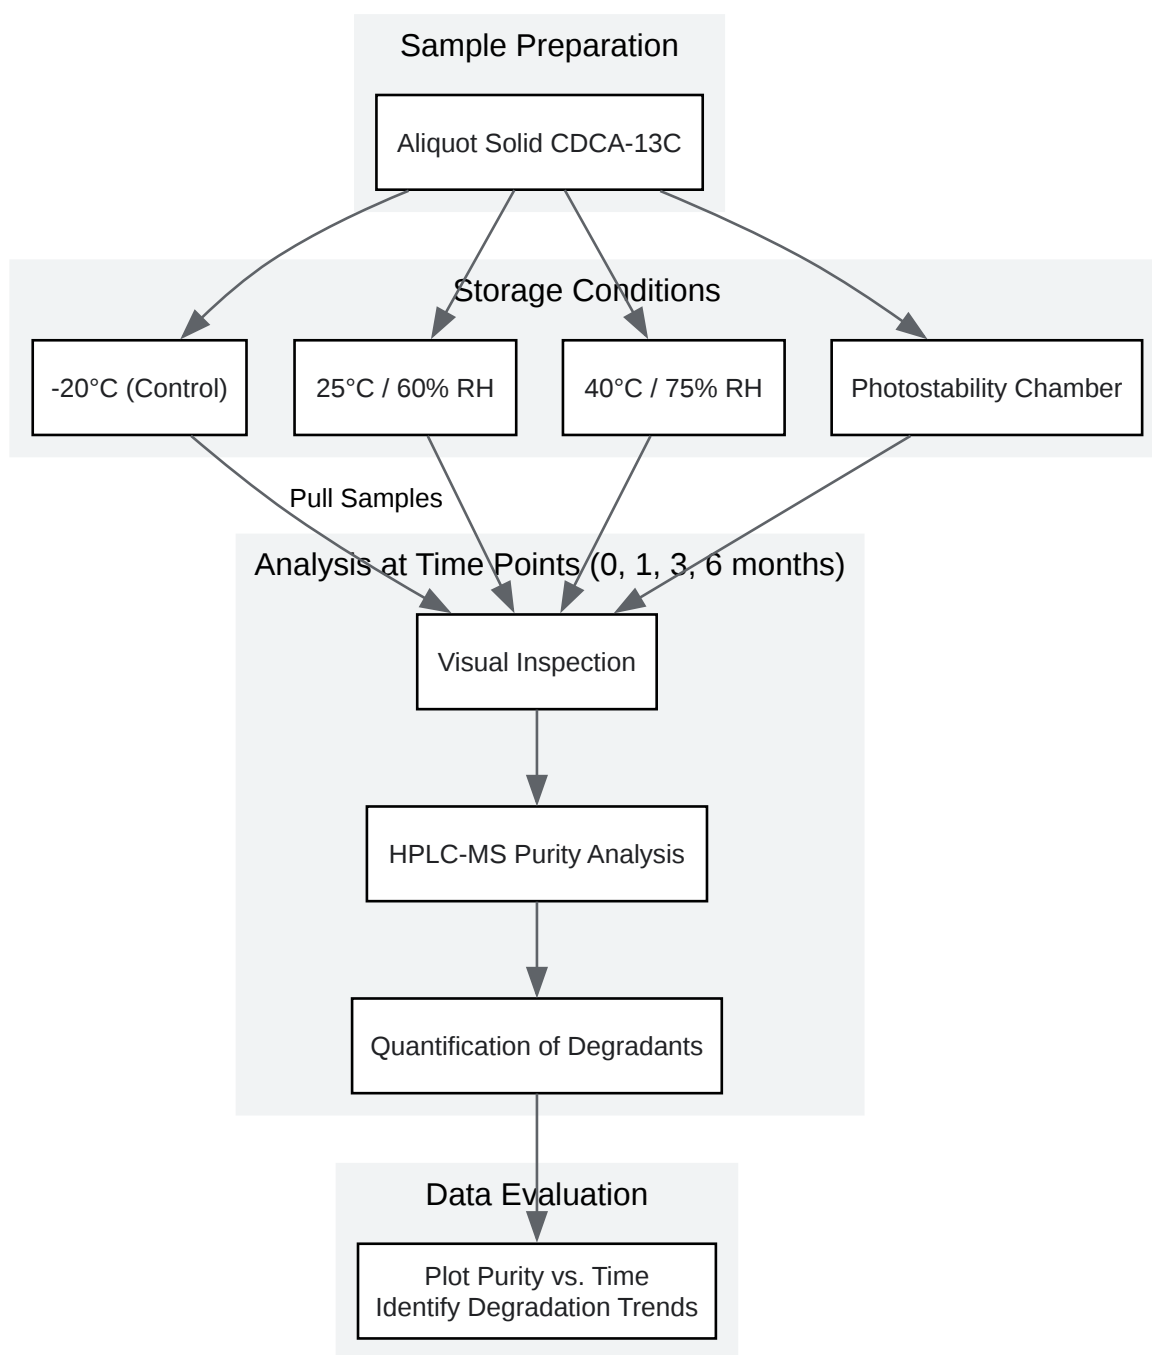 Sample Preparation
Aliquot Solid CDCA-13C
Storage Conditions
-20°C (Control)
25°C / 60% RH
40°C / 75% RH
Photostability Chamber
Pull Samples
Analysis at Time Points (0, 1, 3, 6 months)
Visual Inspection
HPLC-MS Purity Analysis
Quantification of Degradants
Data Evaluation
Plot Purity vs. Time
Identify Degradation Trends